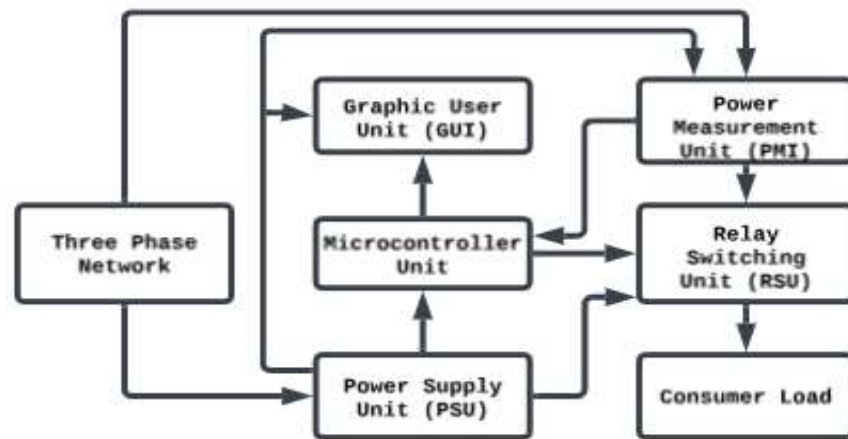 Graphic User
Unit (GUI)
Power
Measurement
Unit (PMI)
Three Phase
Network
Microcontroller
Unit
Relay
Switching
Unit (RSU)
Power Supply
Unit (PSU)
Consumer Load